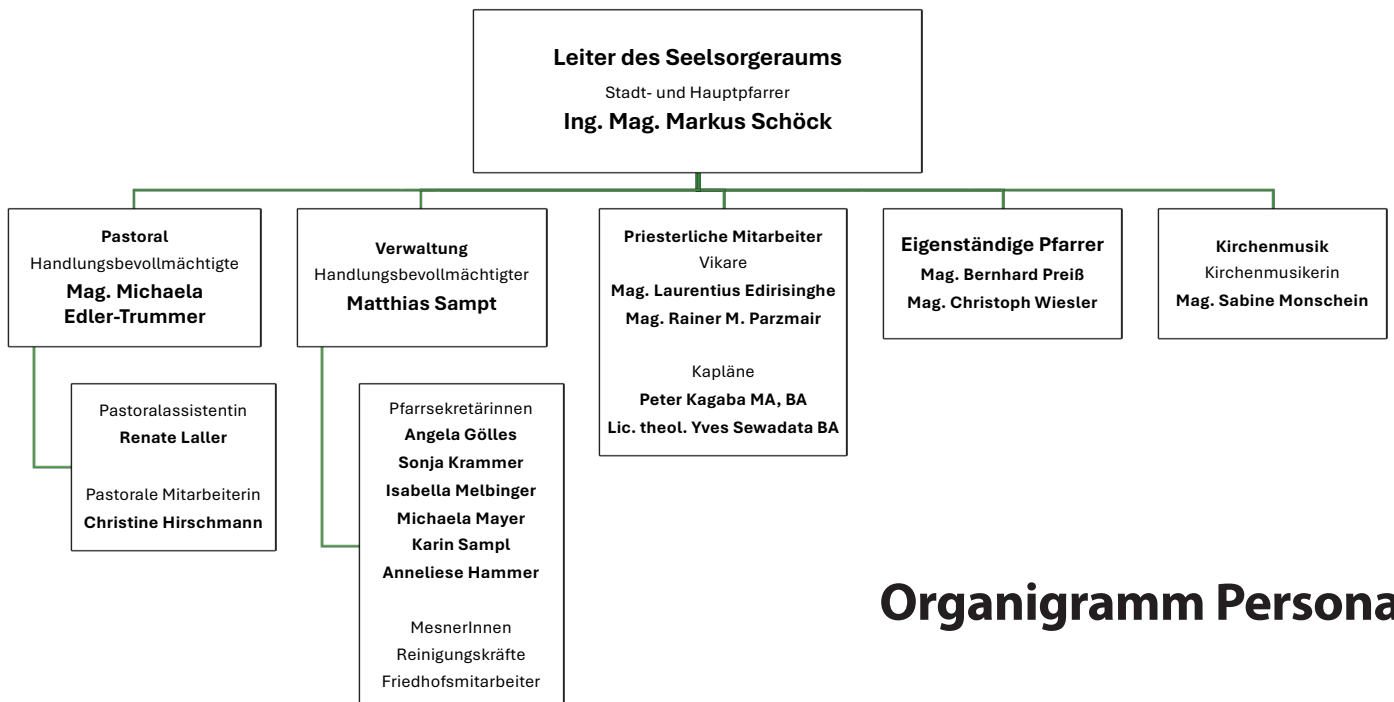 Leiter des Seelsorgeraums
Stadt- und Hauptpfarrer
Ing. Mag. Markus Schöck
Pastoral
Handlungsbevollmächtigte
Mag. Michaela
Edler-Trummer
Verwaltung
Handlungsbevollmächtigter
Matthias Sampt
Priesterliche Mitarbeiter
Vikare
Mag. Laurentius Edirisinghe
Mag. Rainer M. Parzmair
Kapläne
Peter Kagaba MA, BA
Lic. theol. Yves Sewadata BA
Eigenständige Pfarrer
Mag. Bernhard Preiß
Mag. Christoph Wiesler
Kirchenmusik
Kirchenmusikerin
Mag. Sabine Monschein
Pastoralassistentin
Renate Laller
Pastorale Mitarbeiterin
Christine Hirschmann
Pfarrsekretärinnen
Angela Gölles
Sonja Krammer
Isabella Melbinger
Michaela Mayer
Karin Sampl
Anneliese Hammer
MesnerInnen
Reinigungskräfte
Friedhofsmitarbeiter
Organigramm Persona